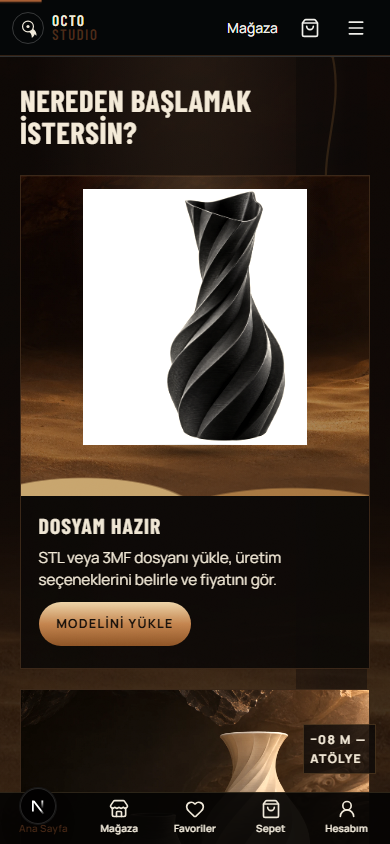 OCTO
STUDIO
Mağaza
NEREDEN BAŞLAMAK
İSTERSİN?
DOSYAM HAZIR
STL veya 3MF dosyanı yükle, üretim
seçeneklerini belirle ve fiyatını gör.
MODELİNİ YÜKLE
−08 M —
ATÖLYE
N
Ana Sayfa
Mağaza
Favoriler
Sepet
Hesabım